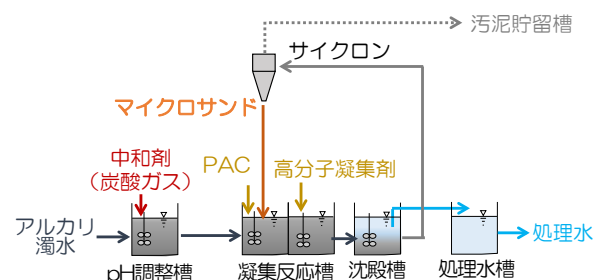 汚泥貯留槽
サイクロン
マイクロサンド
中和剤
（炭酸ガス）
PAC
高分子凝集剤
アルカリ
濁水
処理水
pH調整槽
凝集反応槽
沈殿槽
処理水槽